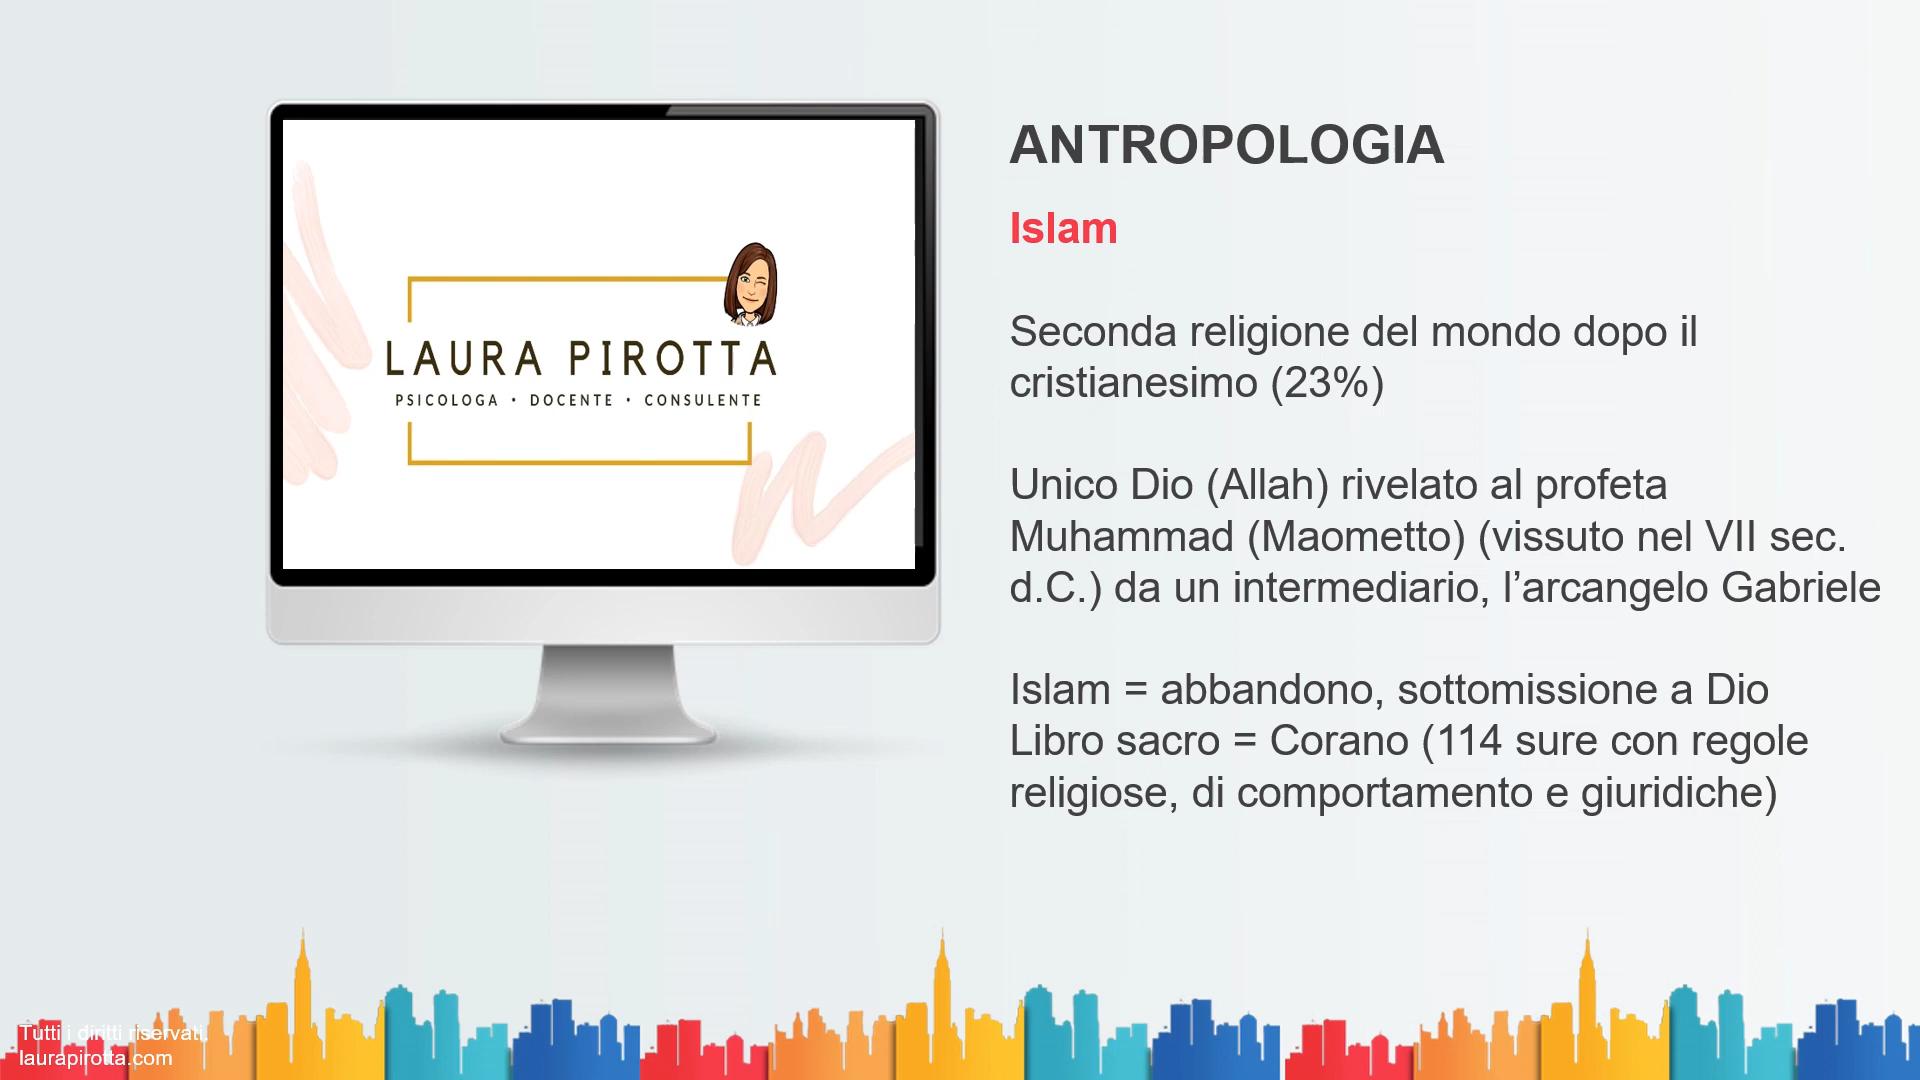 LAURA PIROTTA
PSICOLOGA • DOCENTE • CONSULENTE
ANTROPOLOGIA
Islam
Seconda religione del mondo dopo il
cristianesimo (23%)
Unico Dio (Allah) rivelato al profeta
Muhammad (Maometto) (vissuto nel VII sec.
d.C.) da un intermediario, l’arcangelo Gabriele
Islam = abbandono, sottomissione a Dio
Libro sacro = Corano (114 sure con regole
religiose, di comportamento e giuridiche)
Tutti i diritti riservati.
laurapirotta.com